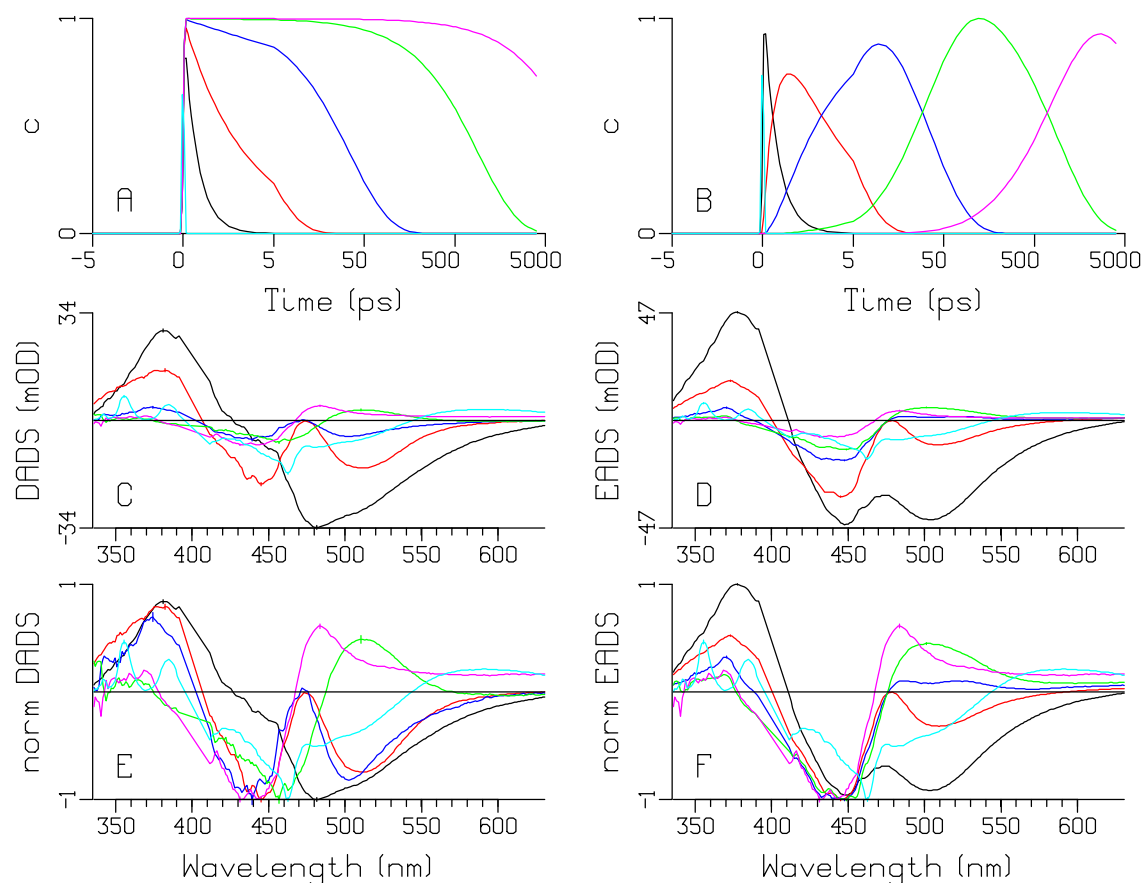 1
c
A
0
-5 0 5 50 500 5000
Time (ps)
1
c
B
0
-5 0 5 50 500 5000
Time (ps)
34
DADS (mOD)
C
-34
350 400 450 500 550 600
47
EADS (mOD)
D
-47
350 400 450 500 550 600
1
norm DADS
E
-1
350 400 450 500 550 600
Wavelength (nm)
1
norm EADS
F
-1
350 400 450 500 550 600
Wavelength (nm)